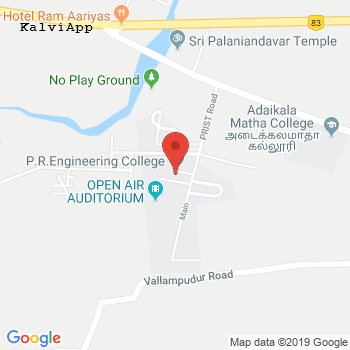 Hotel Ram Aariyas
KalviApp
83
Sri Palaniandavar Temple
No Play Ground
PRIST Road
Adaikala
Matha College
அடைக்கலமாதா
கல்லூரி
P.R.Engineering College
OPEN AIR
AUDITORIUM
Main
Vallampudur Road
Google
Map data ©2019 Google